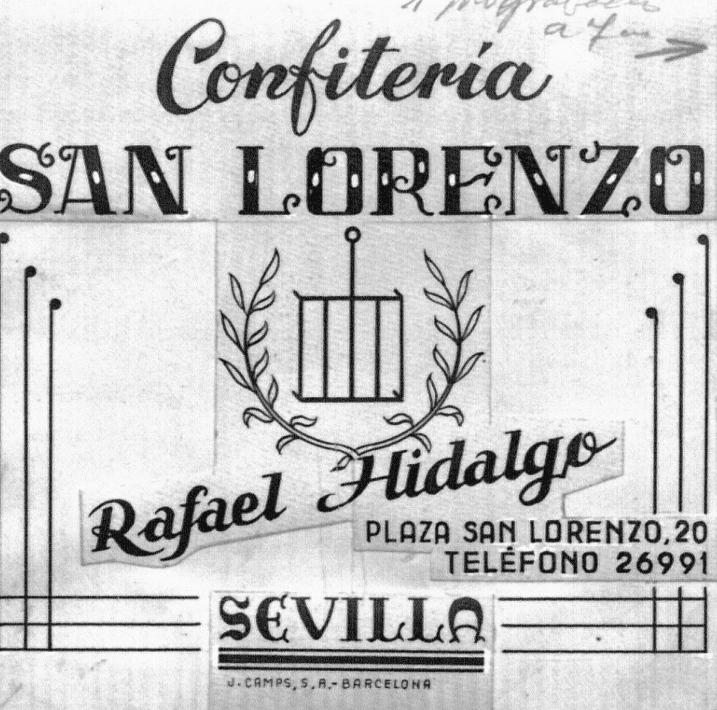 Confitería
SAN LORENZO
Rafael Hidalgo
PLAZA SAN LORENZO,20
TELÉFONO 26991
SEVILLA
J. CAMPS, S, A,-BARCELONA